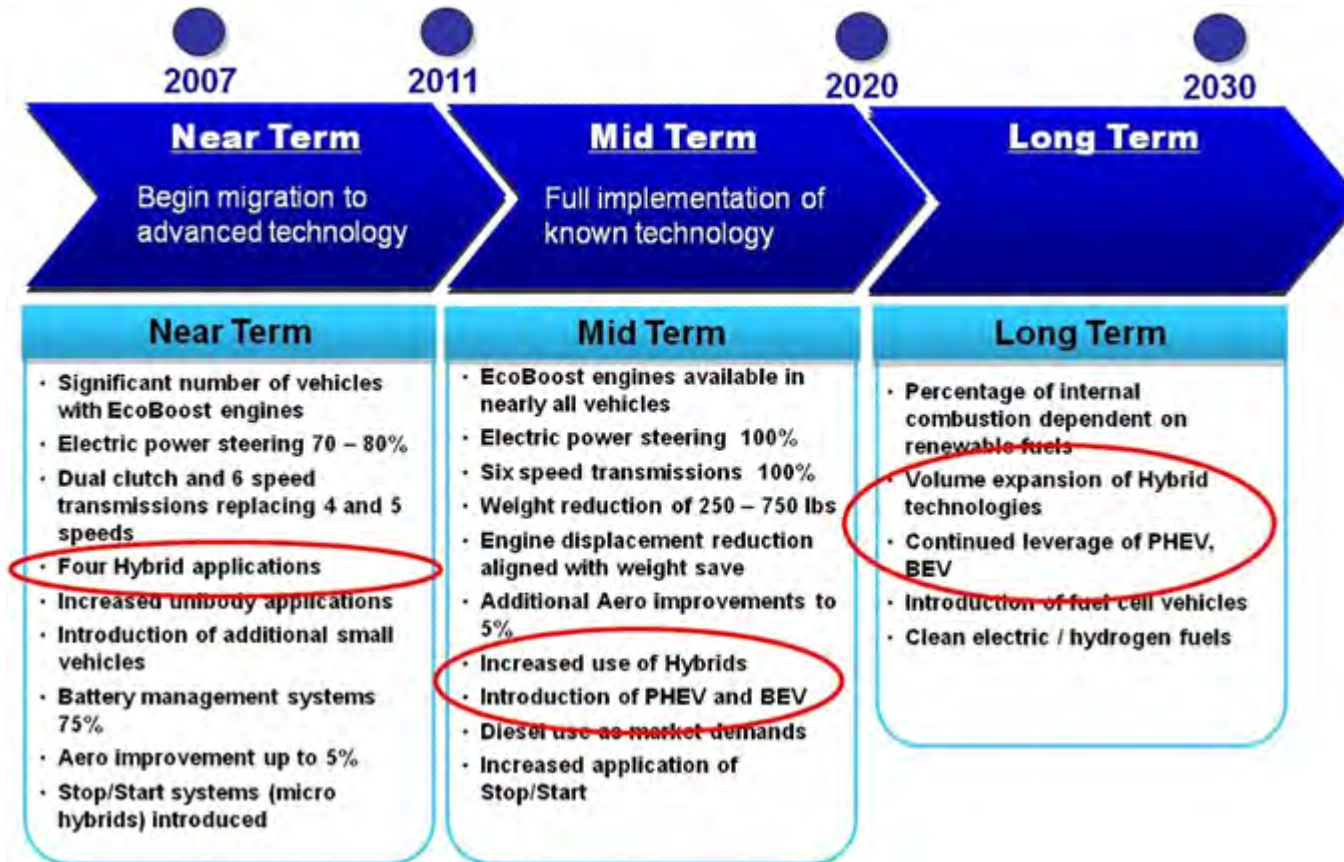 2007
2011
2020
2030
Near Term
Begin migration to
advanced technology
Mid Term
Full implementation of
known technology
Long Term
Near Term
· Significant number of vehicles
with EcoBoost engines
· Electric power steering 70 – 80%
· Dual clutch and 6 speed
transmissions replacing 4 and 5
speeds
· Four Hybrid applications
· Increased unibody applications
· Introduction of additional small
vehicles
· Battery management systems
75%
· Aero improvement up to 5%
· Stop/Start systems (micro
hybrids) introduced
Mid Term
· EcoBoost engines available in
nearly all vehicles
· Electric power steering 100%
· Six speed transmissions 100%
· Weight reduction of 250 – 750 lbs
· Engine displacement reduction
aligned with weight save
· Additional Aero improvements to
5%
· Increased use of Hybrids
· Introduction of PHEV and BEV
· Diesel use as market demands
· Increased application of
Stop/Start
Long Term
· Percentage of internal
combustion dependent on
renewable fuels
· Volume expansion of Hybrid
technologies
· Continued leverage of PHEV,
BEV
· Introduction of fuel cell vehicles
· Clean electric / hydrogen fuels